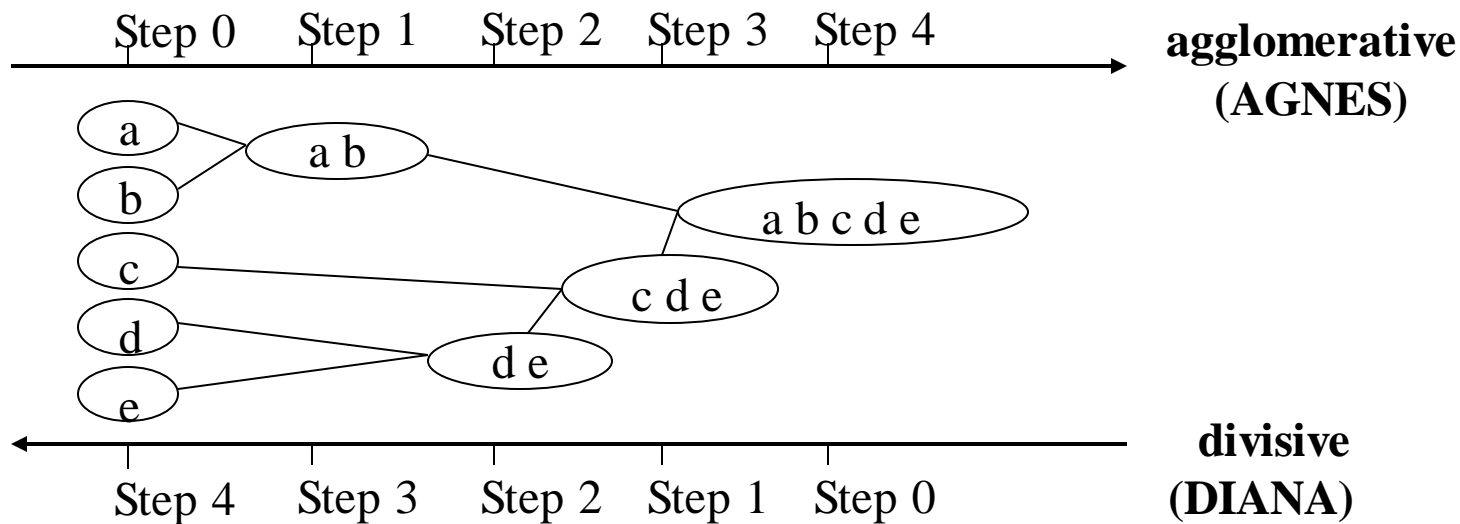 Step 0 Step 1 Step 2 Step 3 Step 4
agglomerative
(AGNES)
a
a b
b
a b c d e
c
c d e
d
d e
e
divisive
(DIANA)
Step 4 Step 3 Step 2 Step 1 Step 0